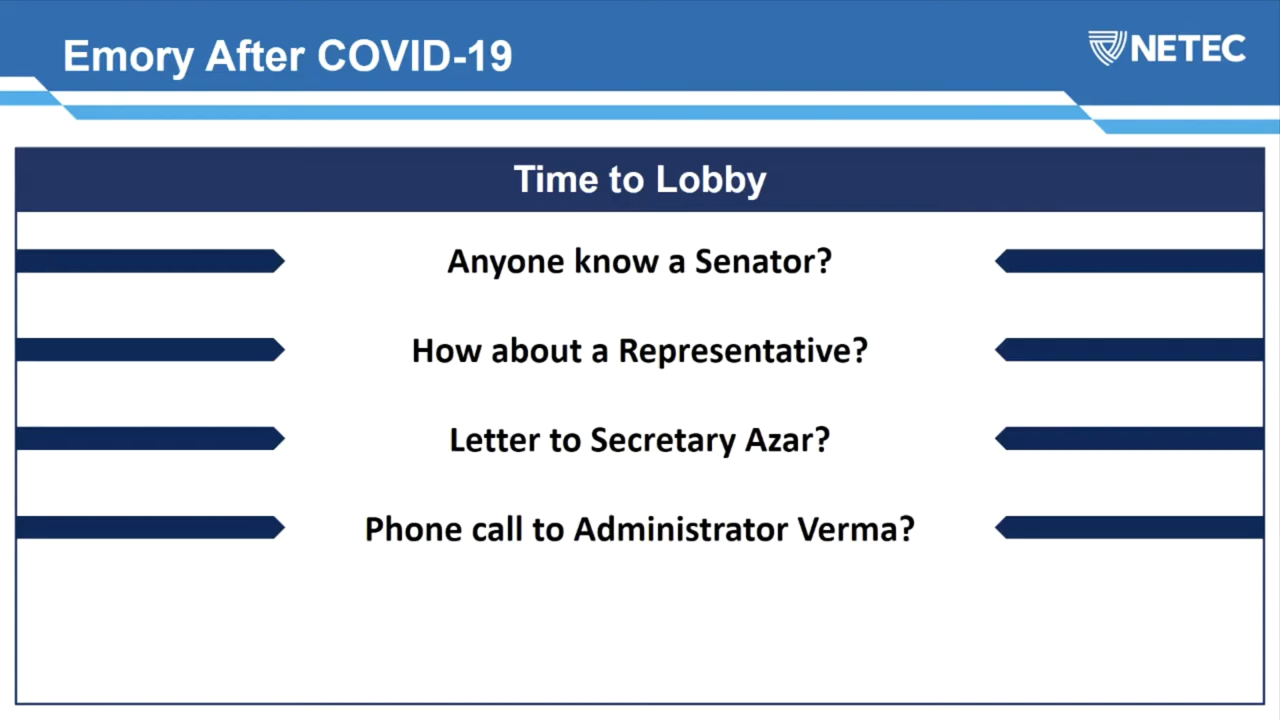 Emory After COVID-19
NETEC
Time to Lobby
Anyone know a Senator?
How about a Representative?
Letter to Secretary Azar?
Phone call to Administrator Verma?